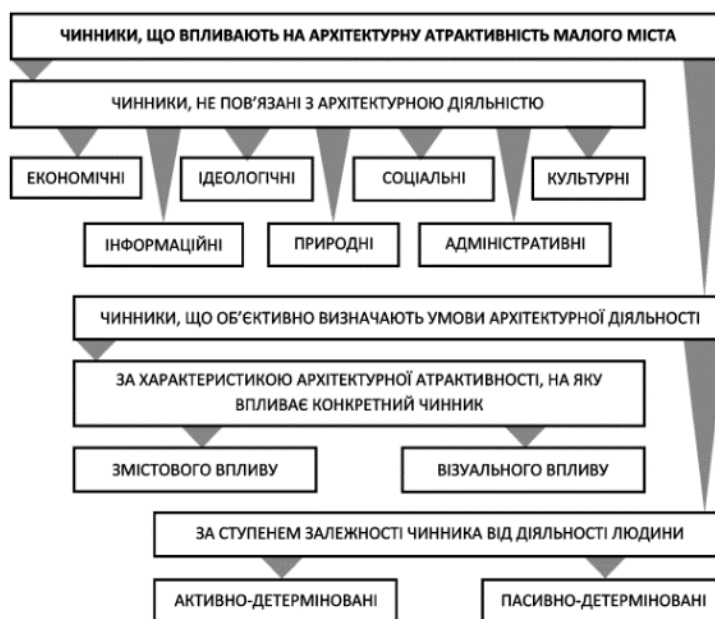 ЧИННИКИ, ЩО ВПЛИВАЮТЬ НА АРХІТЕКТУРНУ АТРАКТИВНІСТЬ МАЛОГО МІСТА
ЧИННИКИ, НЕ ПОВ’ЯЗАНІ З АРХІТЕКТУРНОЮ ДІЯЛЬНІСТЮ
ЕКОНОМІЧНІ
ІДЕОЛОГІЧНІ
СОЦІАЛЬНІ
КУЛЬТУРНІ
ІНФОРМАЦІЙНІ
ПРИРОДНІ
АДМІНІСТРАТИВНІ
ЧИННИКИ, ЩО ОБ’ЄКТИВНО ВИЗНАЧАЮТЬ УМОВИ АРХІТЕКТУРНОЇ ДІЯЛЬНОСТІ
ЗА ХАРАКТЕРИСТИКОЮ АРХІТЕКТУРНОЇ АТРАКТИВНОСТІ, НА ЯКУ
ВПЛИВАЄ КОНКРЕТНИЙ ЧИННИК
ЗМІСТОВОГО ВПЛИВУ
ВІЗУАЛЬНОГО ВПЛИВУ
ЗА СТУПЕНЕМ ЗАЛЕЖНОСТІ ЧИННИКА ВІД ДІЯЛЬНОСТІ ЛЮДИНИ
АКТИВНО-ДЕТЕРМІНОВАНІ
ПАСИВНО-ДЕТЕРМІНОВАНІ